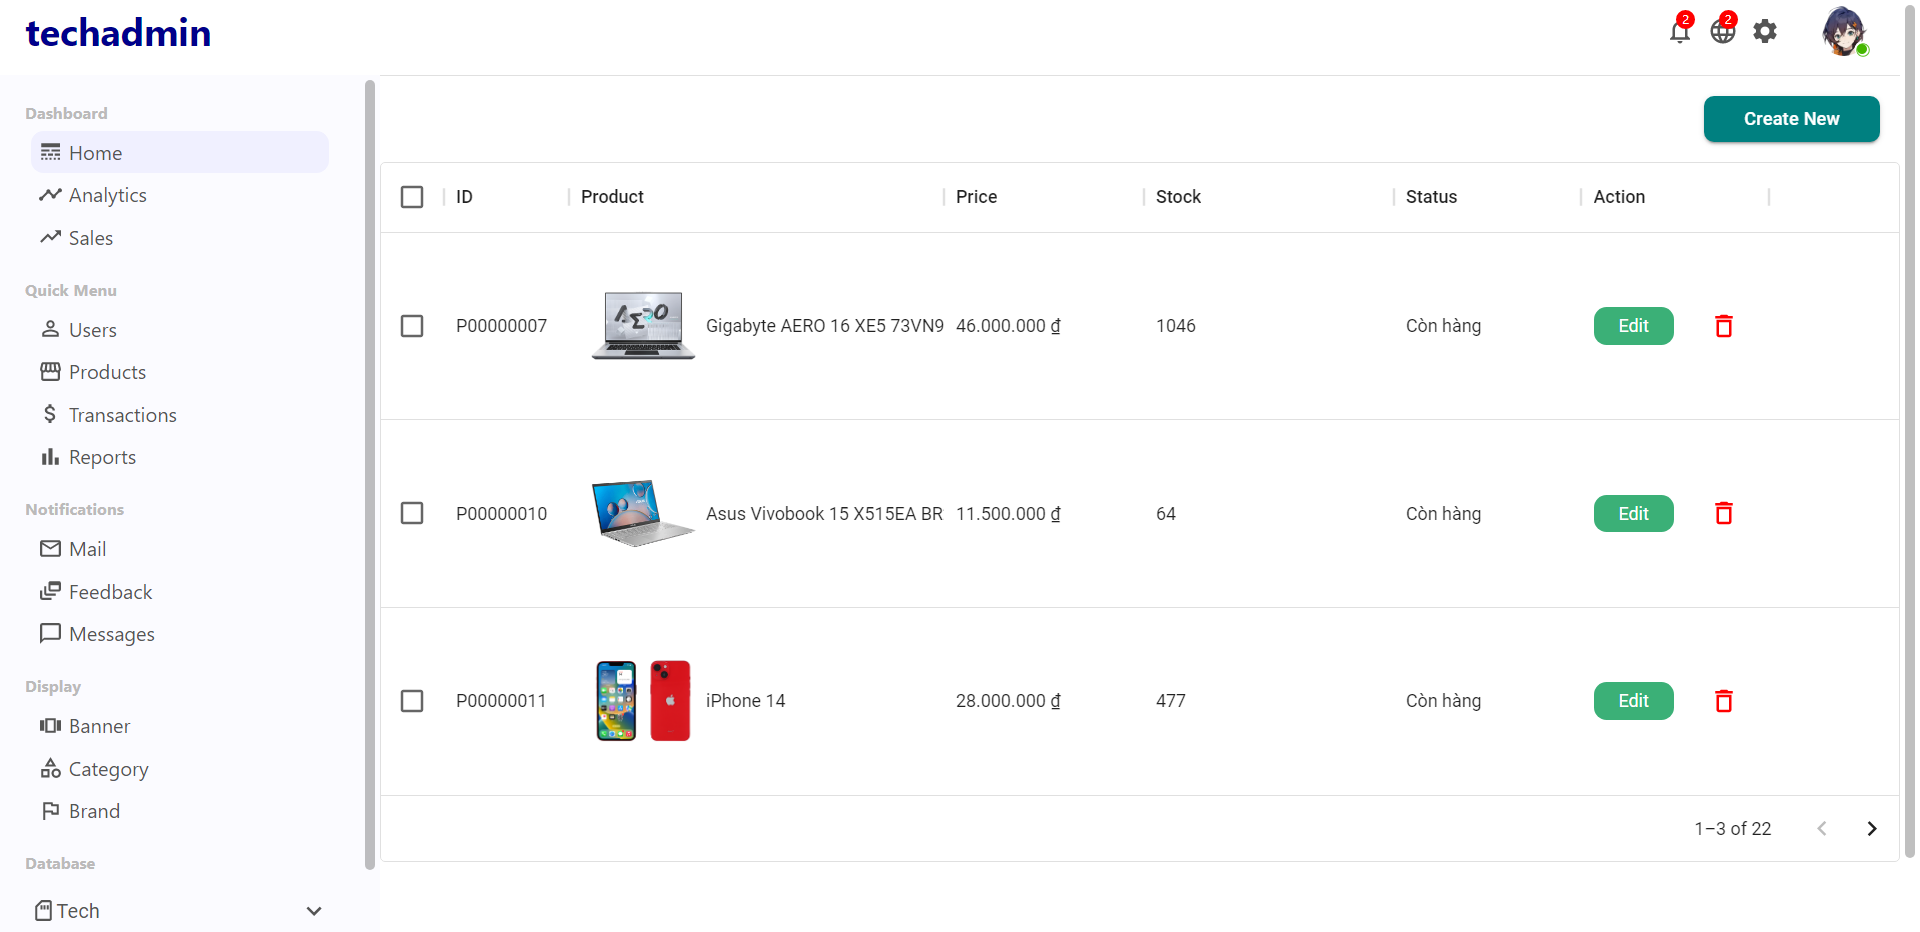 techadmin
2
2
Dashboard
Home
Analytics
Sales
Quick Menu
Users
Products
Transactions
Reports
Notifications
Mail
Feedback
Messages
Display
Banner
Category
Brand
Database
Tech
Create New
ID Product Price Stock Status Action
P00000007 AERO Gigabyte AERO 16 XE5 73VN9 46.000.000 ₫ 1046 Còn hàng Edit
P00000010 Asus Vivobook 15 X515EA BR 11.500.000 ₫ 64 Còn hàng Edit
P00000011 iPhone 14 28.000.000 ₫ 477 Còn hàng Edit
1–3 of 22